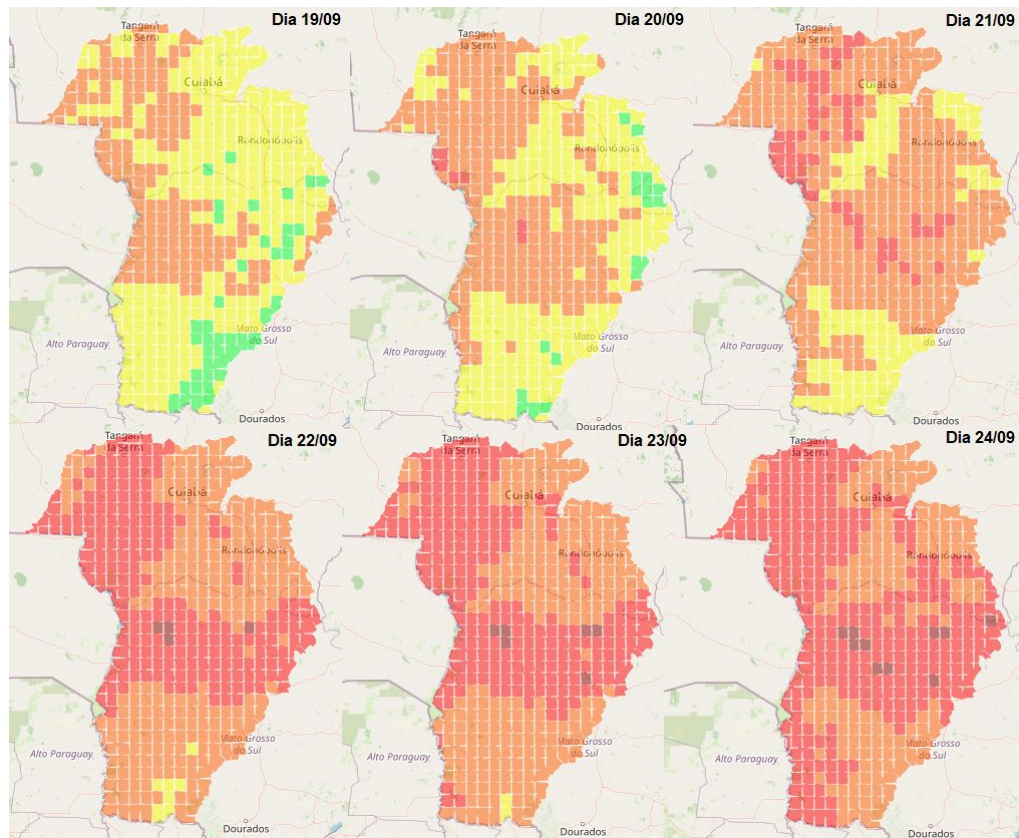 Dia 19/09
Tangará
da Serra
Cuiabá
Rondonópolis
Mato Grosso
do Sul
Alto Paraguay
Dourados
Dia 20/09
Tangará
da Serra
Cuiabá
Rondonópolis
Mato Grosso
do Sul
Alto Paraguay
Dourados
Dia 21/09
Tangará
da Serra
Cuiabá
Rondonópolis
Mato Grosso
do Sul
Alto Paraguay
Dourados
Dia 22/09
Tangará
da Serra
Cuiabá
Rondonópolis
Mato Grosso
do Sul
Alto Paraguay
Dourados
Dia 23/09
Tangará
da Serra
Cuiabá
Rondonópolis
Mato Grosso
do Sul
Alto Paraguay
Dourados
Dia 24/09
Tangará
da Serra
Cuiabá
Rondonópolis
Mato Grosso
do Sul
Alto Paraguay
Dourados